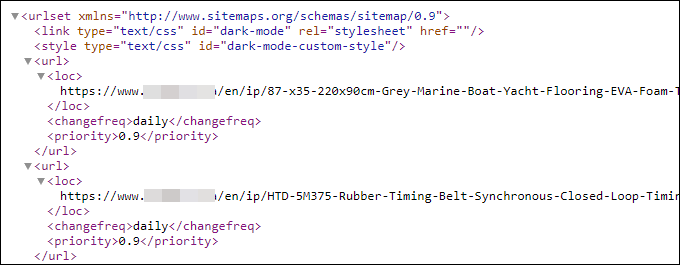 ▼<urlset xmlns="http://www.sitemaps.org/schemas/sitemap/0.9">
<link type="text/css" id="dark-mode" rel="stylesheet" href=""/>
<style type="text/css" id="dark-mode-custom-style"/>
▼<url>
▼<loc>
https://www. /en/ip/87-x35-220x90cm-Grey-Marine-Boat-Yacht-Flooring-EVA-Foam-T
</loc>
<changefreq>daily</changefreq>
<priority>0.9</priority>
</url>
▼<url>
▼<loc>
https://www. /en/ip/HTD-5M375-Rubber-Timing-Belt-Synchronous-Closed-Loop-Timin
</loc>
<changefreq>daily</changefreq>
<priority>0.9</priority>
</url>